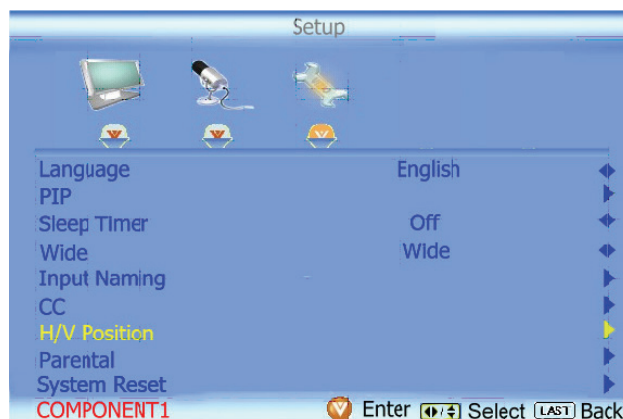 Setup
Language English
PIP
Sleep Timer Off
Wide Wide
Input Naming
CC
H/V Position
Parental
System Reset
COMPONENT1 Enter Select LAST Back